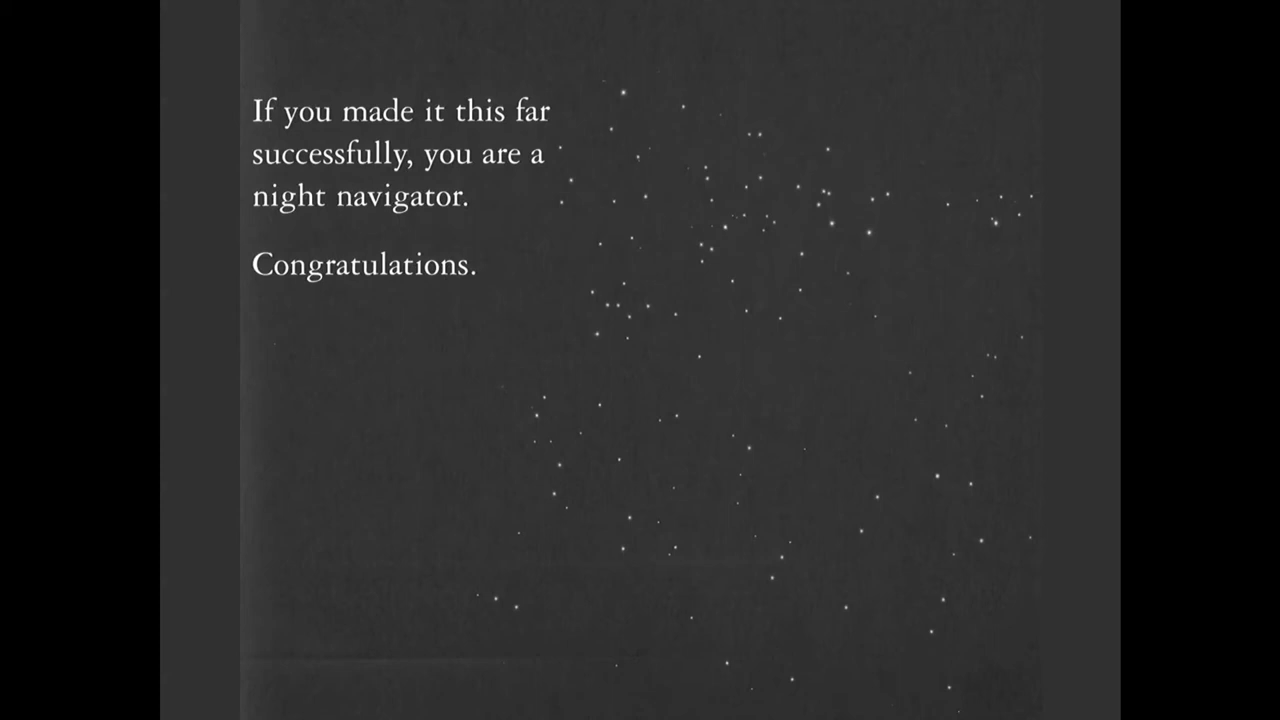 If you made it this far
successfully, you are a
night navigator.
Congratulations.